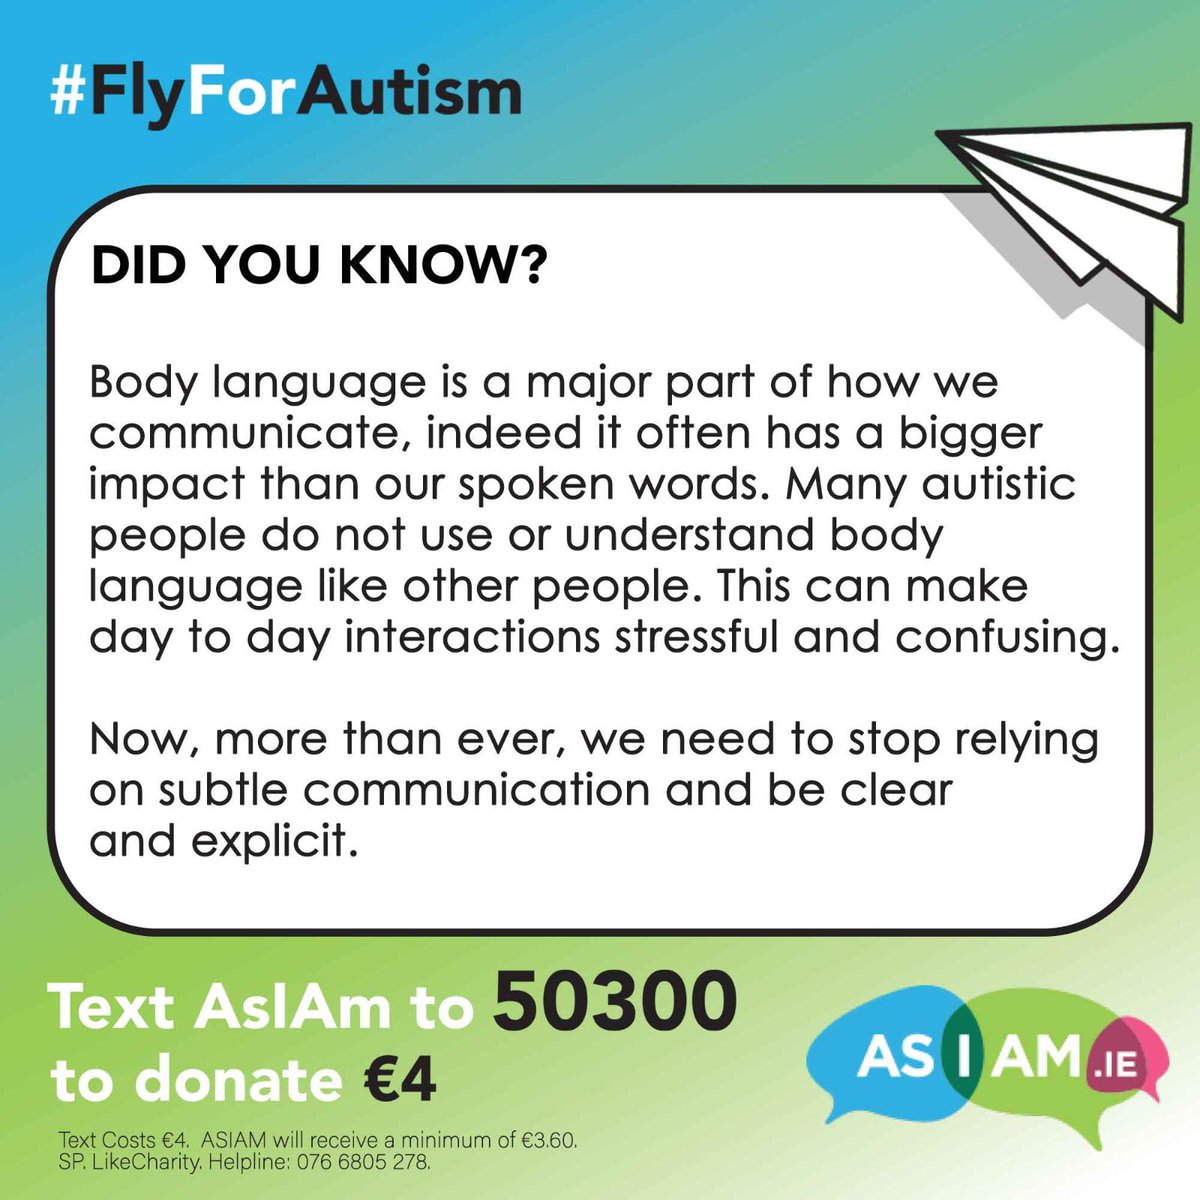 #FlyForAutism
DID YOU KNOW?
Body language is a major part of how we
communicate, indeed it often has a bigger
impact than our spoken words. Many autistic
people do not use or understand body
language like other people. This can make
day to day interactions stressful and confusing.
Now, more than ever, we need to stop relying
on subtle communication and be clear
and explicit.
Text AsIAm to 50300
to donate €4
AS I AM .IE
Text Costs €4. ASIAM will receive a minimum of €3.60.
SP. LikeCharity. Helpline: 076 6805 278.